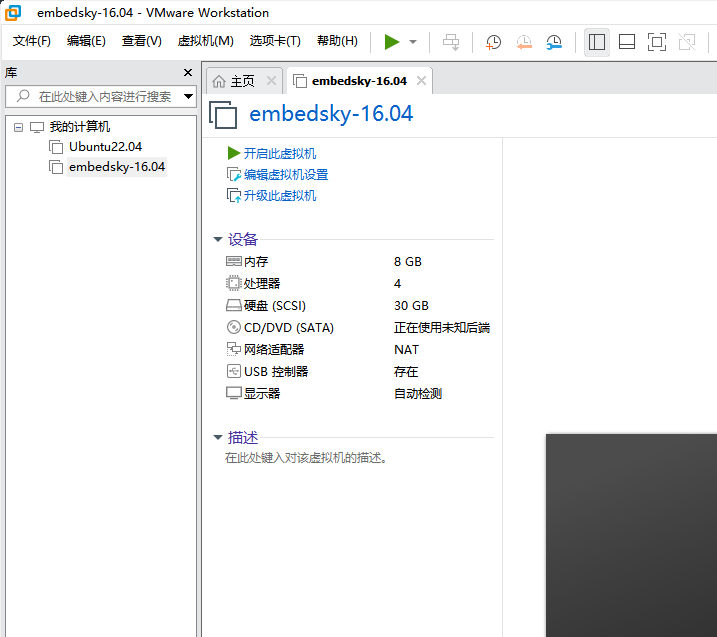 embedsky-16.04 - VMware Workstation
文件(F) 编辑(E) 查看(V) 虚拟机(M) 选项卡(T) 帮助(H)
库
在此处键入内容进行搜索
我的计算机
Ubuntu22.04
embedsky-16.04
主页 embedsky-16.04
embedsky-16.04
开启此虚拟机
编辑虚拟机设置
升级此虚拟机
设备
内存 8 GB
处理器 4
硬盘 (SCSI) 30 GB
CD/DVD (SATA) 正在使用未知后端
网络适配器 NAT
USB 控制器 存在
显示器 自动检测
描述
在此处键入对该虚拟机的描述。